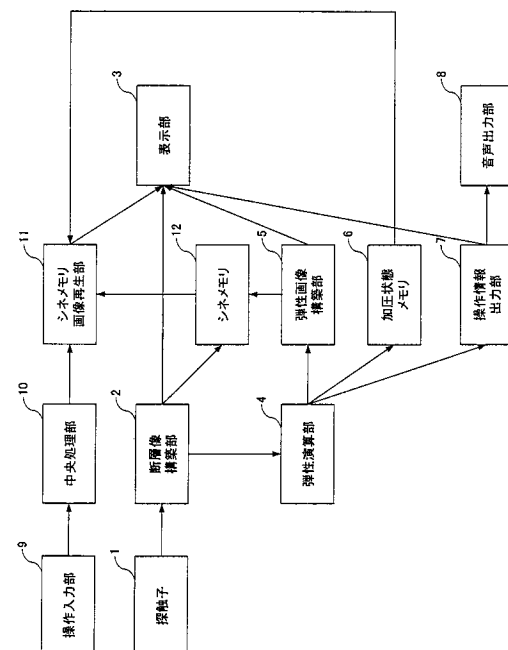 9
操作入力部
10
中央処理部
11
シネメモリ
画像再生部
1
探触子
2
断層像
構築部
12
シネメモリ
3
表示部
4
弾性演算部
5
弾性画像
構築部
6
加圧状態
メモリ
7
操作情報
出力部
8
音声出力部